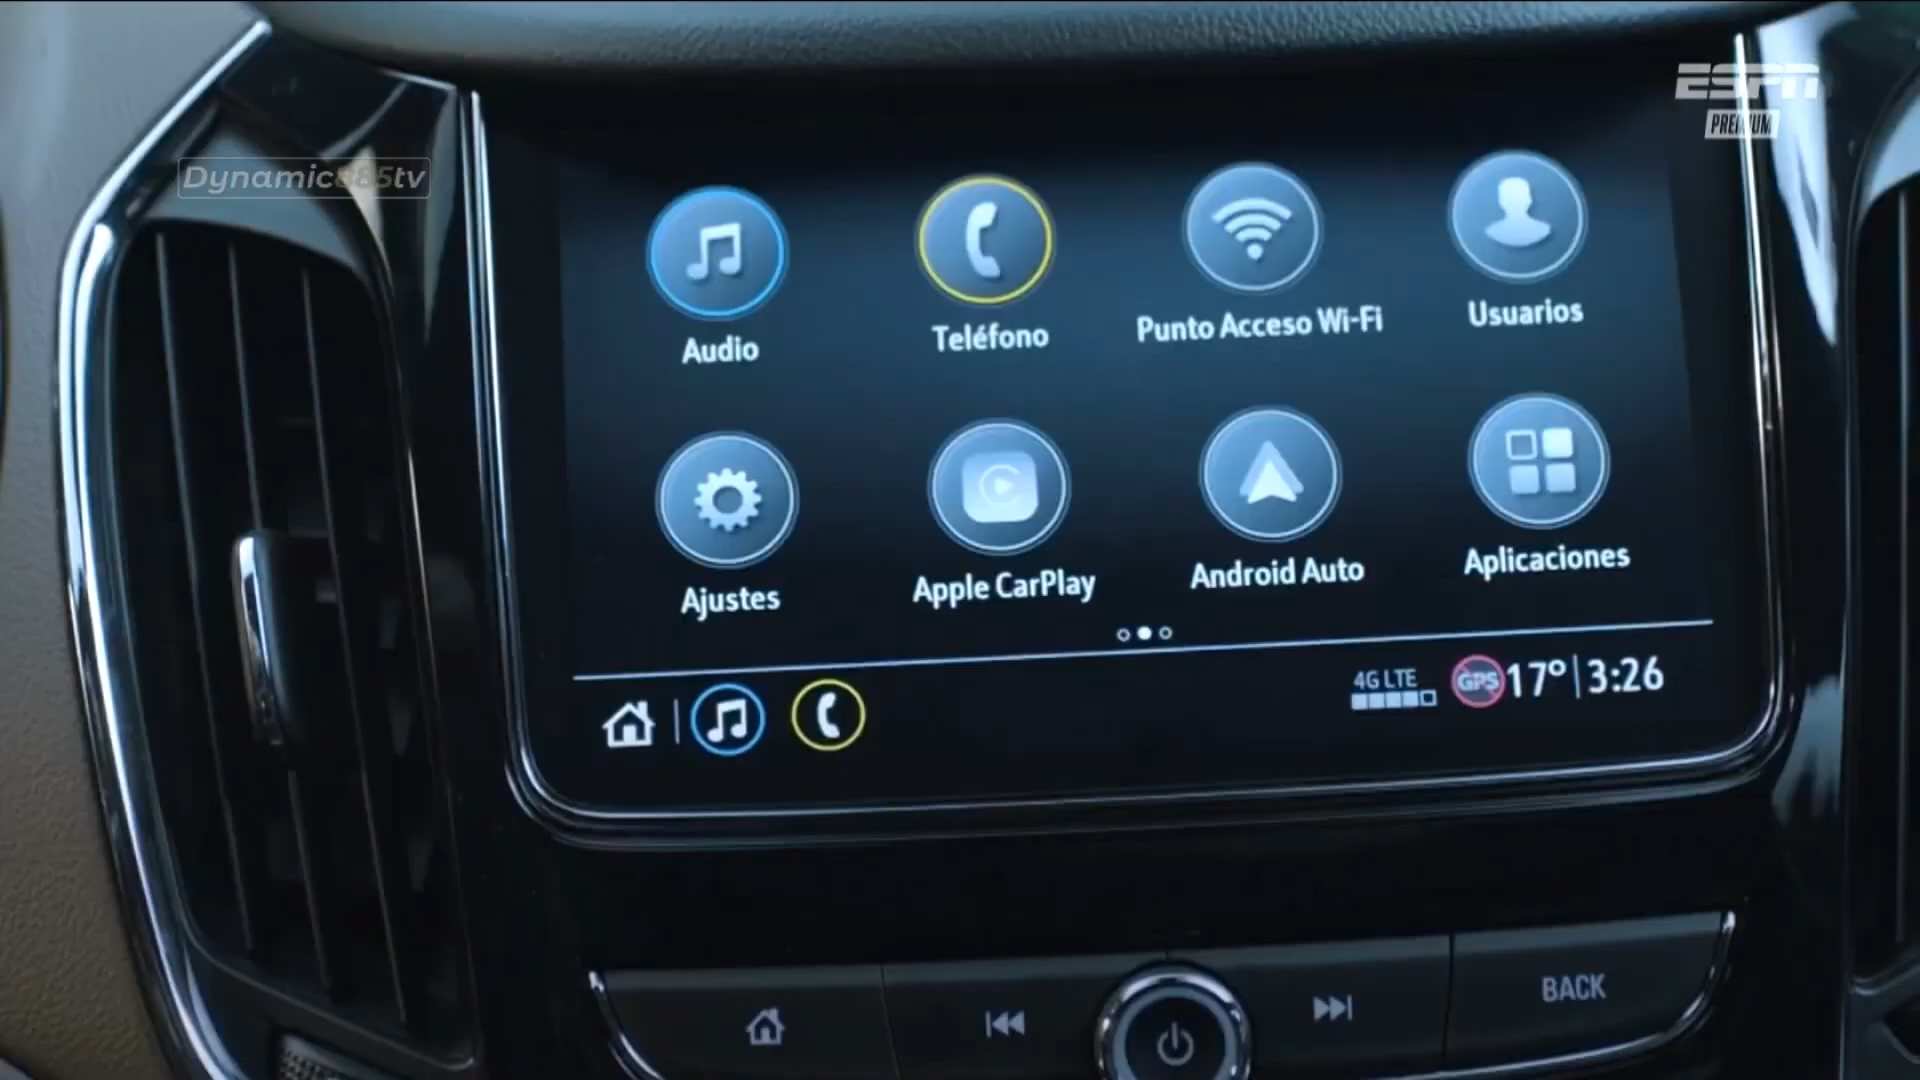 ESPN
PREMIUM
Dynamic885tv
Audio
Teléfono
Punto Acceso Wi-Fi
Usuarios
Ajustes
Apple CarPlay
Android Auto
Aplicaciones
4G LTE
GPS
17° 3:26
BACK